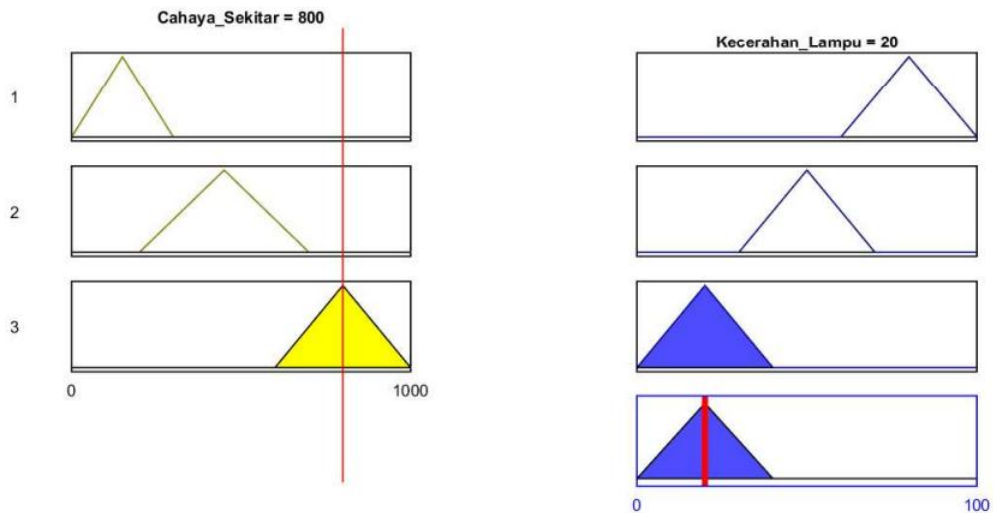 Cahaya_Sekitar = 800
Kecerahan_Lampu = 20
1
2
3
0 1000
0 100